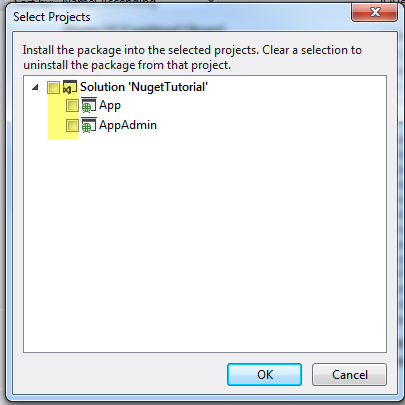 Select Projects
Install the package into the selected projects. Clear a selection to
uninstall the package from that project.
Solution 'NugetTutorial'
App
AppAdmin
OK
Cancel